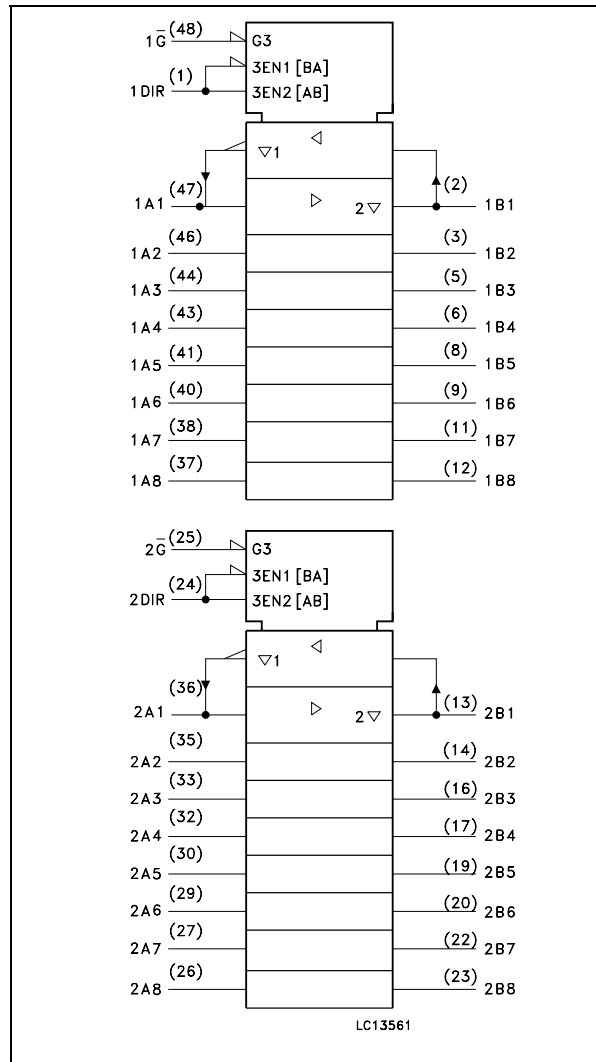 1G̅ (48) G3
3EN1 [BA]
1DIR (1) 3EN2 [AB]
▽1 ◁
1A1 (47) ▷ 2▽ (2) 1B1
1A2 (46) (3) 1B2
1A3 (44) (5) 1B3
1A4 (43) (6) 1B4
1A5 (41) (8) 1B5
1A6 (40) (9) 1B6
1A7 (38) (11) 1B7
1A8 (37) (12) 1B8
2G̅ (25) G3
3EN1 [BA]
2DIR (24) 3EN2 [AB]
▽1 ◁
2A1 (36) ▷ 2▽ (13) 2B1
2A2 (35) (14) 2B2
2A3 (33) (16) 2B3
2A4 (32) (17) 2B4
2A5 (30) (19) 2B5
2A6 (29) (20) 2B6
2A7 (27) (22) 2B7
2A8 (26) (23) 2B8
LC13561